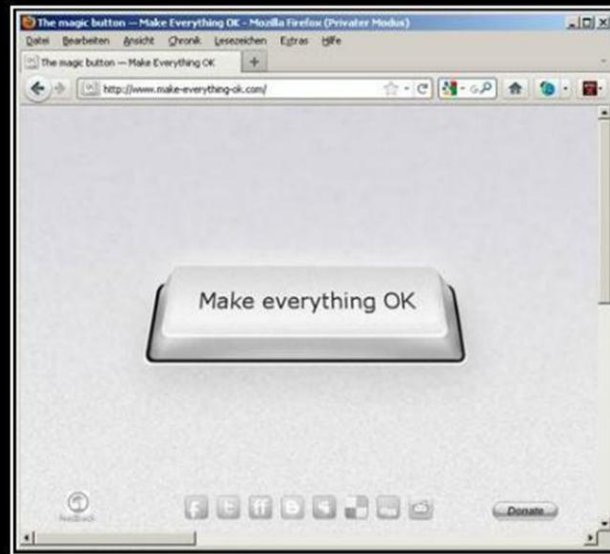 The magic button — Make Everything OK - Mozilla Firefox (Privater Modus)
Datei Bearbeiten Ansicht Chronik Lesezeichen Extras Hilfe
The magic button — Make Everything OK
http://www.make-everything-ok.com/
Make everything OK
Feedback
Donate